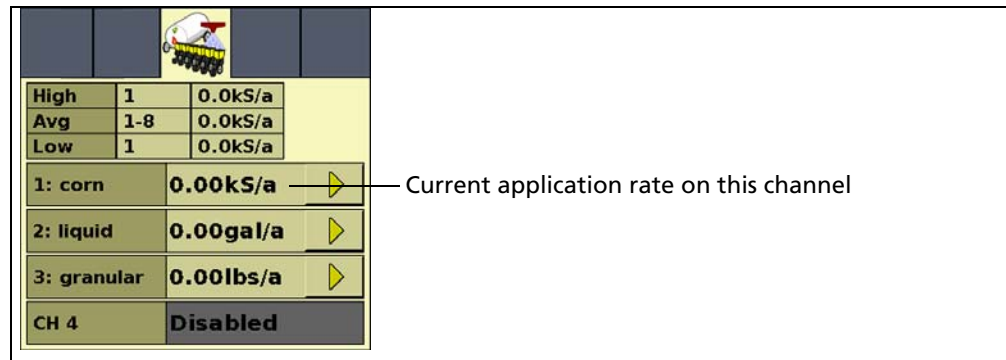 High 1 0.0kS/a
Avg 1-8 0.0kS/a
Low 1 0.0kS/a
1: corn 0.00kS/a Current application rate on this channel
2: liquid 0.00gal/a
3: granular 0.00lbs/a
CH 4 Disabled